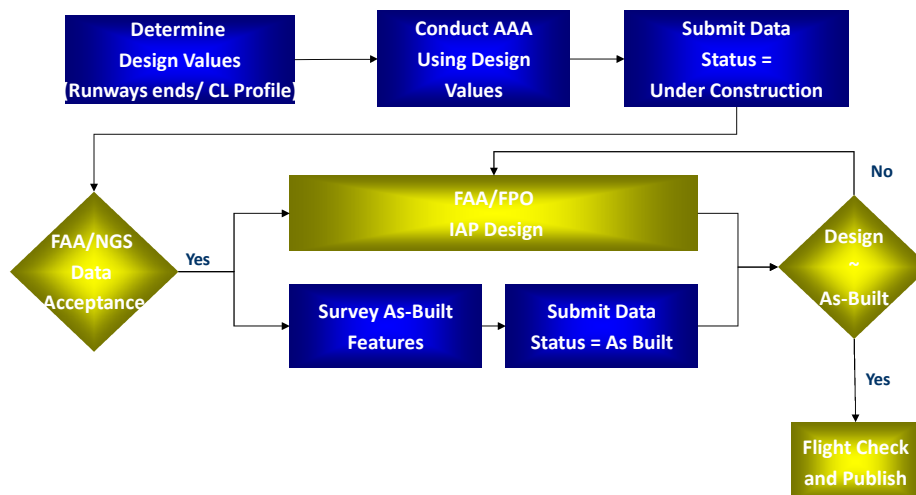 Determine
Design Values
(Runways ends/ CL Profile)
Conduct AAA
Using Design
Values
Submit Data
Status =
Under Construction
No
FAA/FPO
IAP Design
FAA/NGS
Data
Acceptance
Yes
Design
~
As-Built
Survey As-Built
Features
Submit Data
Status = As Built
Yes
Flight Check
and Publish